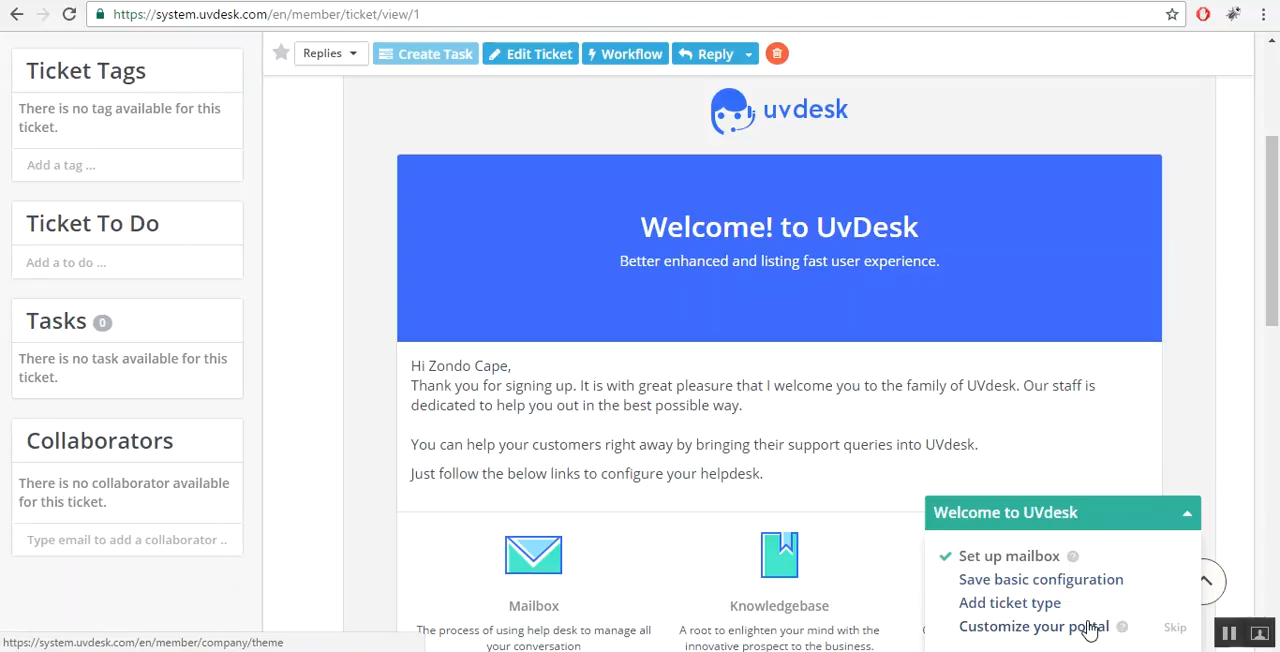 https://system.uvdesk.com/en/member/ticket/view/1
Ticket Tags
There is no tag available for this
ticket.
Add a tag ...
Ticket To Do
Add a to do ...
Tasks 0
There is no task available for this
ticket.
Collaborators
There is no collaborator available
for this ticket.
Type email to add a collaborator ..
https://system.uvdesk.com/en/member/company/theme
Replies
Create Task
Edit Ticket
Workflow
Reply
uvdesk
Welcome! to UvDesk
Better enhanced and listing fast user experience.
Hi Zondo Cape,
Thank you for signing up. It is with great pleasure that I welcome you to the family of UVdesk. Our staff is
dedicated to help you out in the best possible way.
You can help your customers right away by bringing their support queries into UVdesk.
Just follow the below links to configure your helpdesk.
Mailbox
The process of using help desk to manage all
your conversation
Knowledgebase
A root to enlighten your mind with the
innovative prospect to the business.
Welcome to UVdesk
Set up mailbox ?
Save basic configuration
Add ticket type
Customize your portal ? Skip